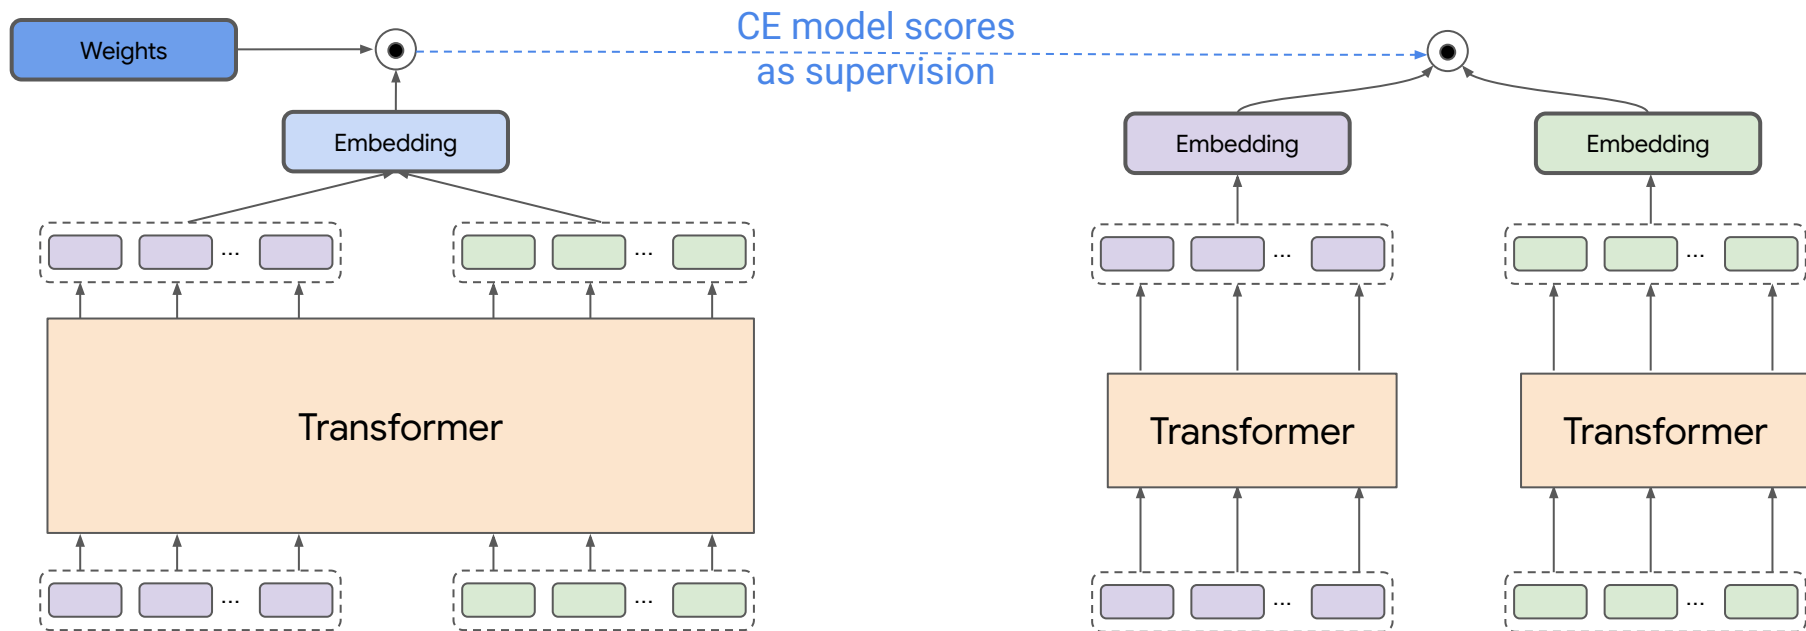 Weights
CE model scores
as supervision
Embedding
Embedding
Embedding
...
...
...
...
Transformer
Transformer
Transformer
...
...
...
...